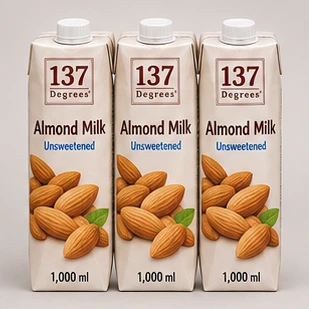 137
Degrees®
Almond Milk
Unsweetened
1,000 ml
137
Degrees®
Almond Milk
Unsweetened
1,000 ml
137
Degrees®
Almond Milk
Unsweetened
1,000 ml